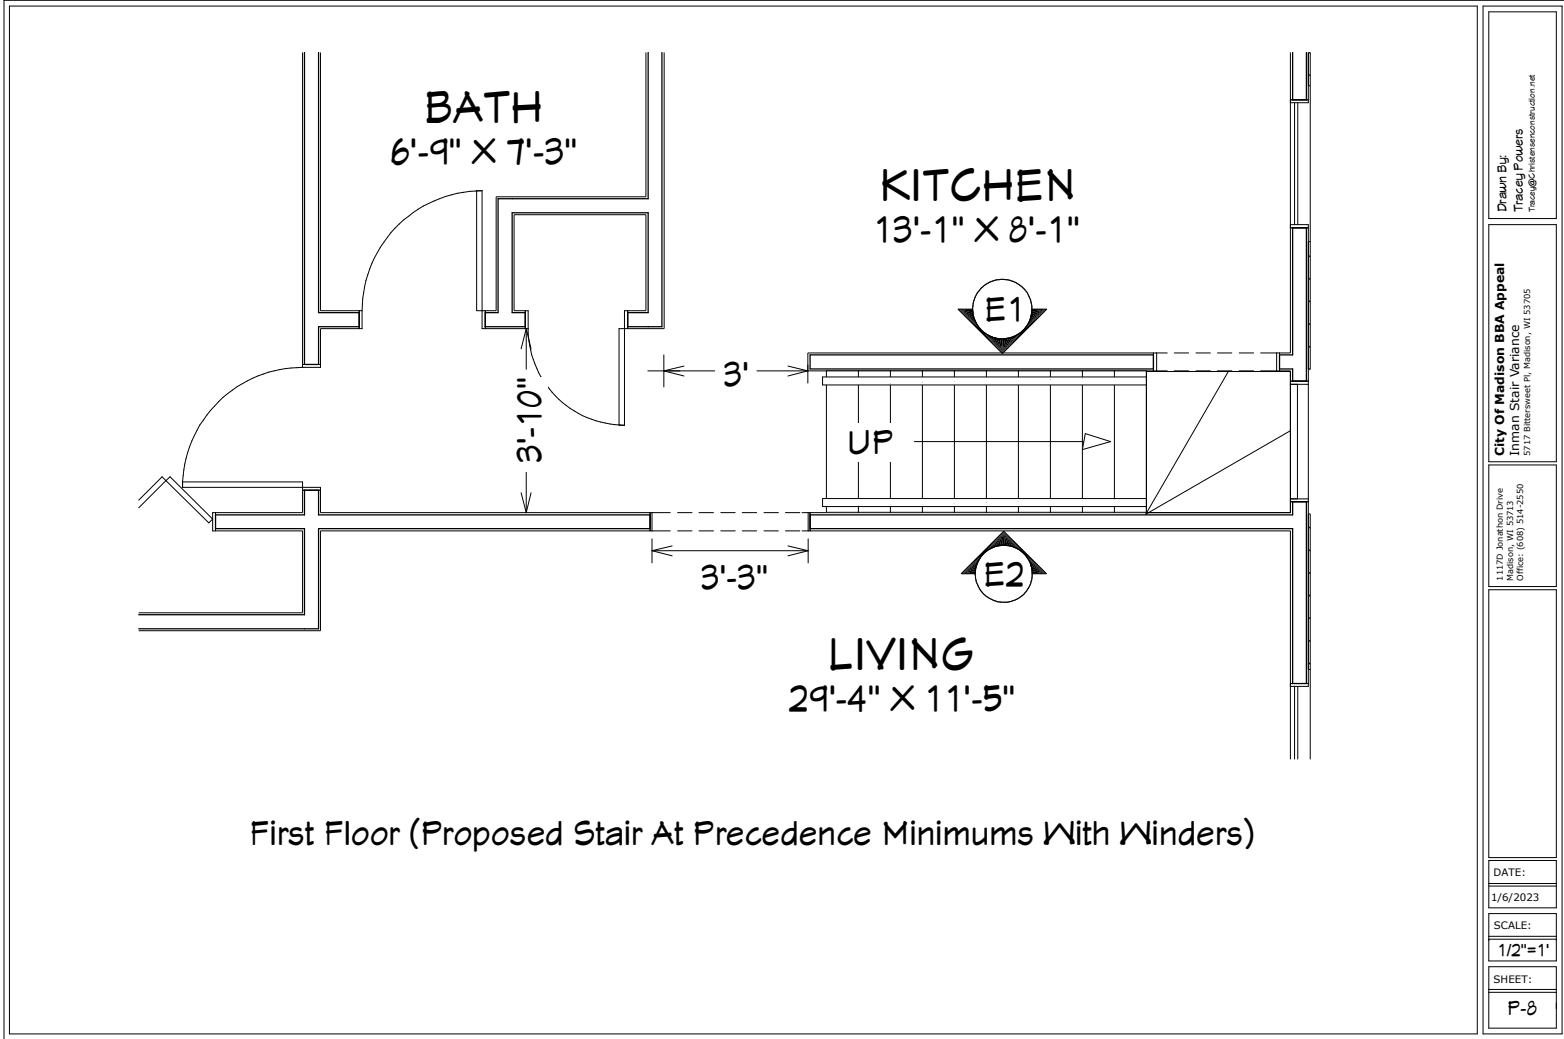 BATH
6'-9" X 7'-3"
KITCHEN
13'-1" X 8'-1"
E1
3'
3'-10"
UP
3'-3"
E2
LIVING
29'-4" X 11'-5"
First Floor (Proposed Stair At Precedence Minimums With Winders)
Drawn By:
Tracey Powers
Tracey@Christensenconstruction.net
City Of Madison BBA Appeal
Inman Stair Variance
5717 Bittersweet Pl, Madison, WI 53705
1117D Jonathon Drive
Madison, WI 53713
Office: (608) 514-2550
DATE:
1/6/2023
SCALE:
1/2"=1'
SHEET:
P-8